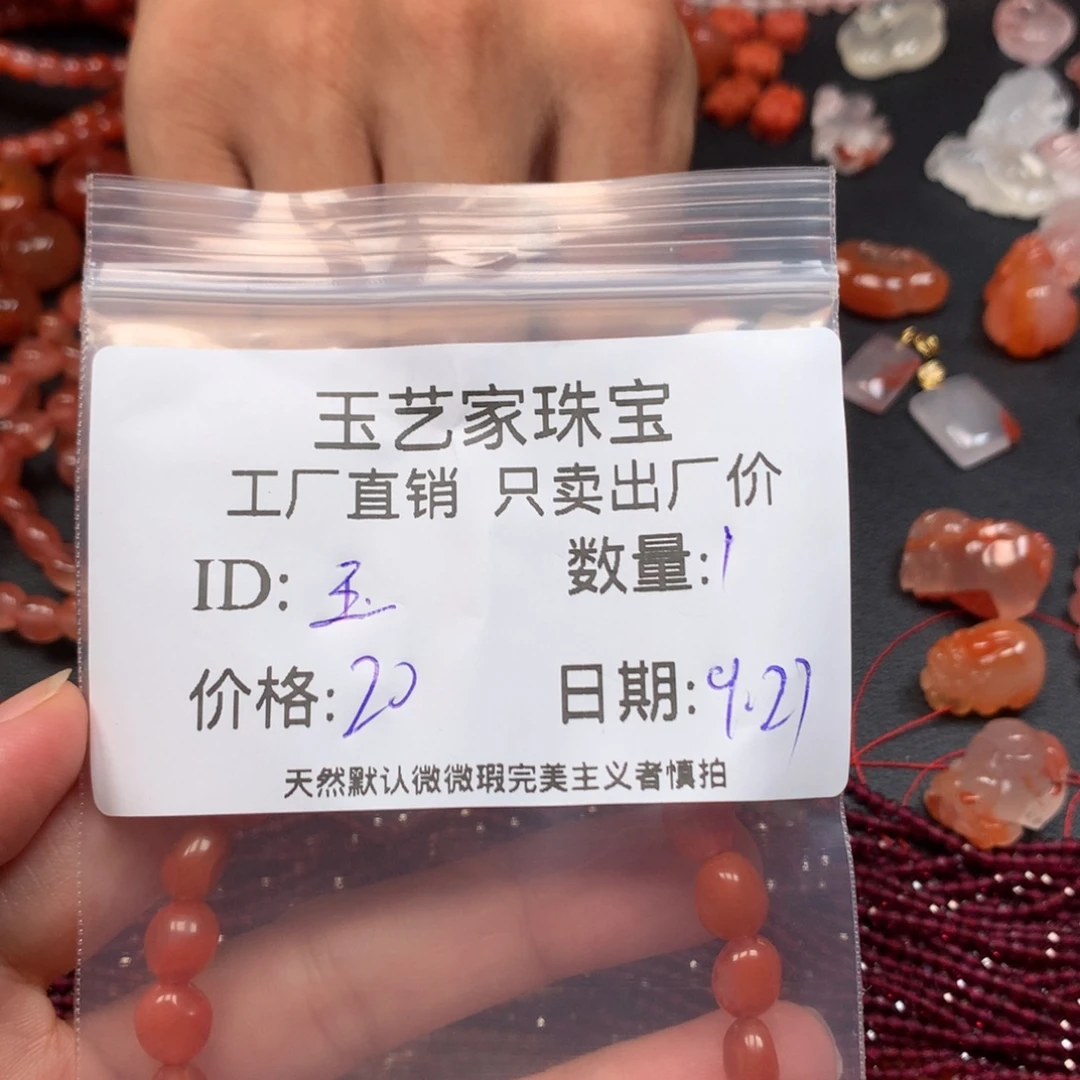 玉艺家珠宝
工厂直销 只卖出厂价
ID: 玉 数量: 1
价格: 20 日期: 9.27
天然默认微微瑕完美主义者慎拍